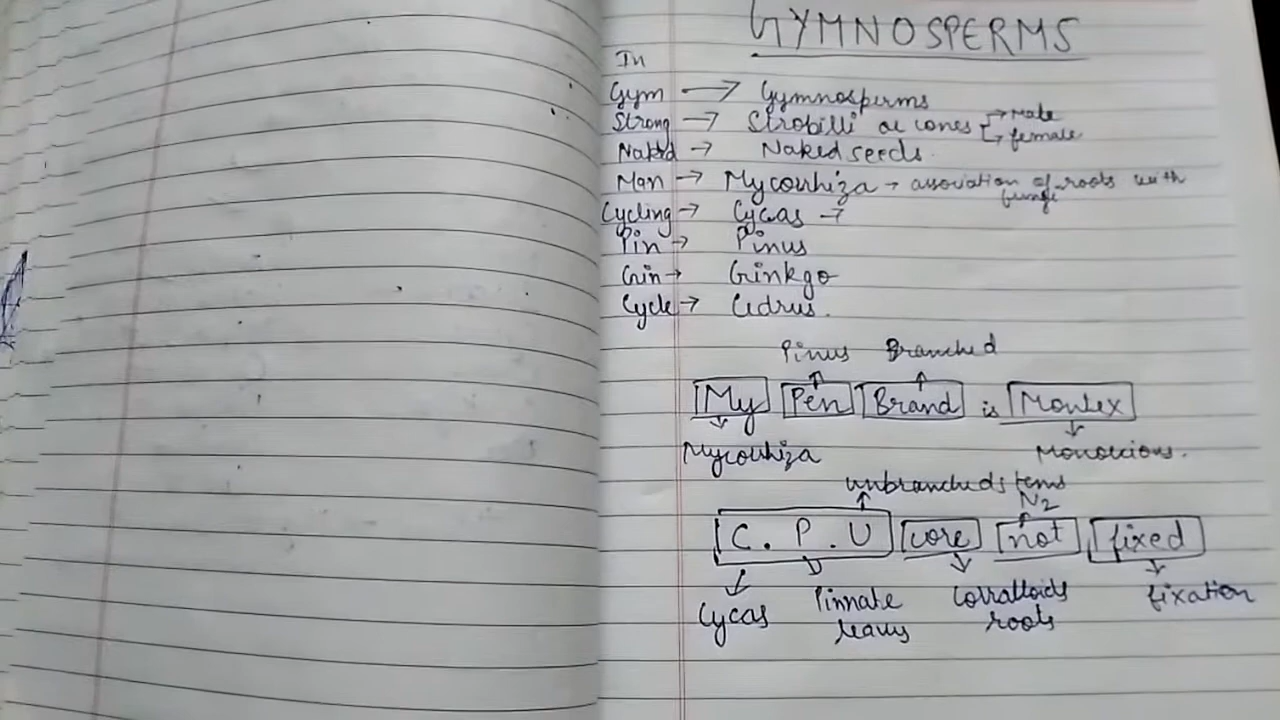 GYMNOSPERMS
In
Gym → Gymnosperms
Strong → Strobilli or cones → Male
→ female
Naked → Naked seeds.
Man → Mycorrhiza → association of roots with
fungi
Cycling → Cycas →
Pin → Pinus
Gin → Ginkgo
Cycle → Cedrus.
Pinus Branched
My Pen Brand is Montex
Mycorrhiza Monoecious.
unbranched stems
N2
C. P. U core not fixed
Cycas Pinnate leaves Corralloids roots fixation